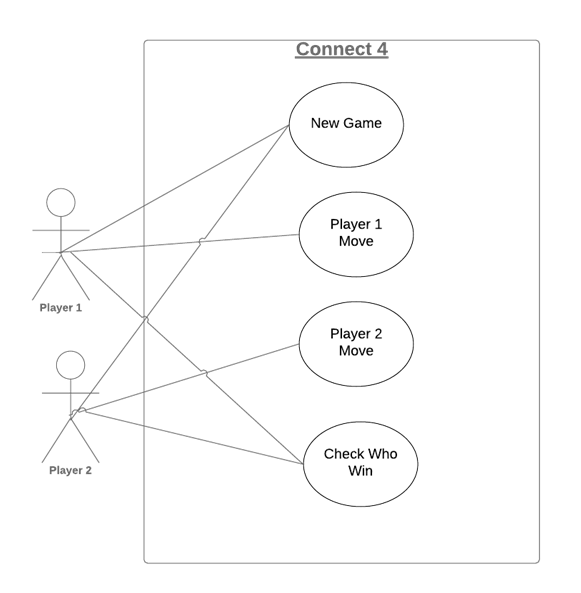 Connect 4
New Game
Player 1
Move
Player 1
Player 2
Move
Check Who
Win
Player 2